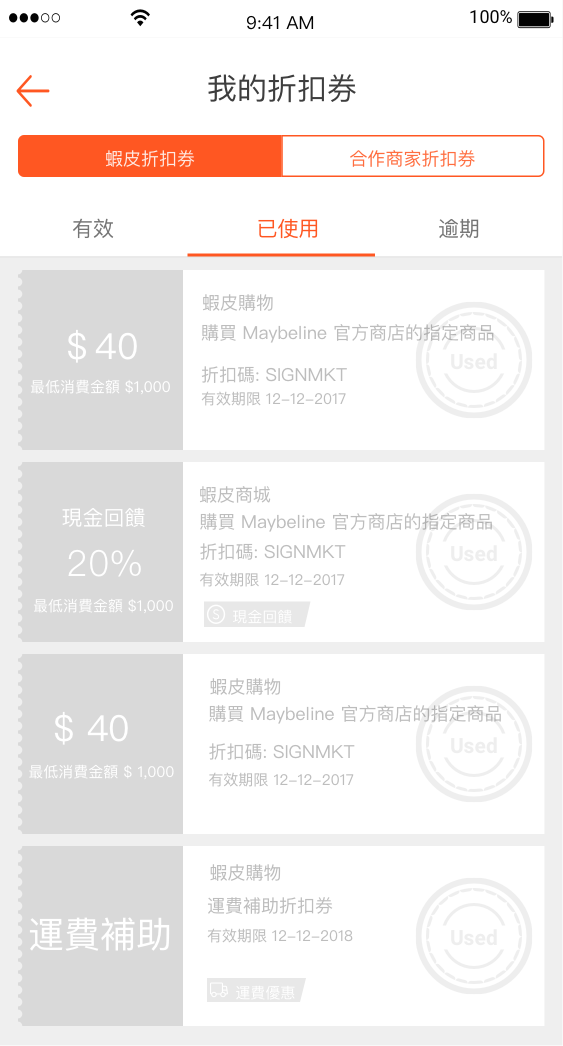 9:41 AM
100%
我的折扣券
蝦皮折扣券
合作商家折扣券
有效
已使用
逾期
$ 40
最低消費金額 $1,000
蝦皮購物
購買 Maybeline 官方商店的指定商品
折扣碼: SIGNMKT
有效期限 12-12-2017
Used
現金回饋
20%
最低消費金額 $1,000
蝦皮商城
購買 Maybeline 官方商店的指定商品
折扣碼: SIGNMKT
有效期限 12-12-2017
現金回饋
Used
$ 40
最低消費金額 $ 1,000
蝦皮購物
購買 Maybeline 官方商店的指定商品
折扣碼: SIGNMKT
有效期限 12-12-2017
Used
運費補助
蝦皮購物
運費補助折扣券
有效期限 12-12-2018
運費優惠
Used